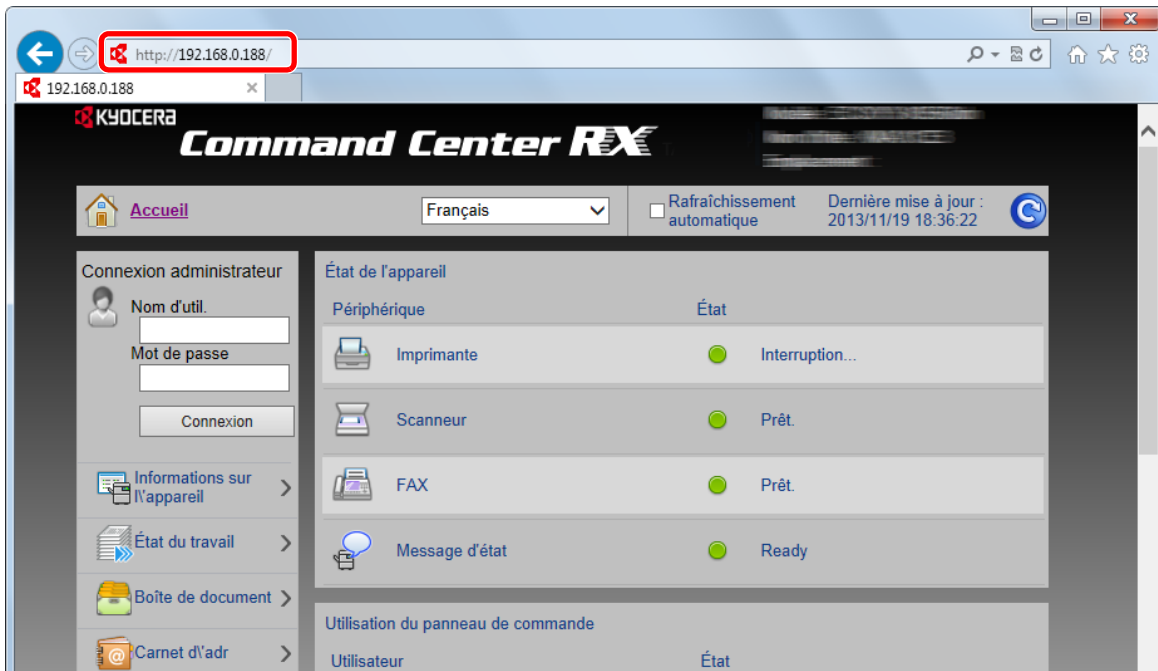 http://192.168.0.188/
192.168.0.188
KYOCERA
Command Center RX
Accueil
Français
Rafraîchissement
automatique
Dernière mise à jour :
2013/11/19 18:36:22
Connexion administrateur
Nom d'util.
Mot de passe
Connexion
Informations sur
l\'appareil
État du travail
Boîte de document
Carnet d\'adr
État de l'appareil
Périphérique État
Imprimante Interruption...
Scanneur Prêt.
FAX Prêt.
Message d'état Ready
Utilisation du panneau de commande
Utilisateur État